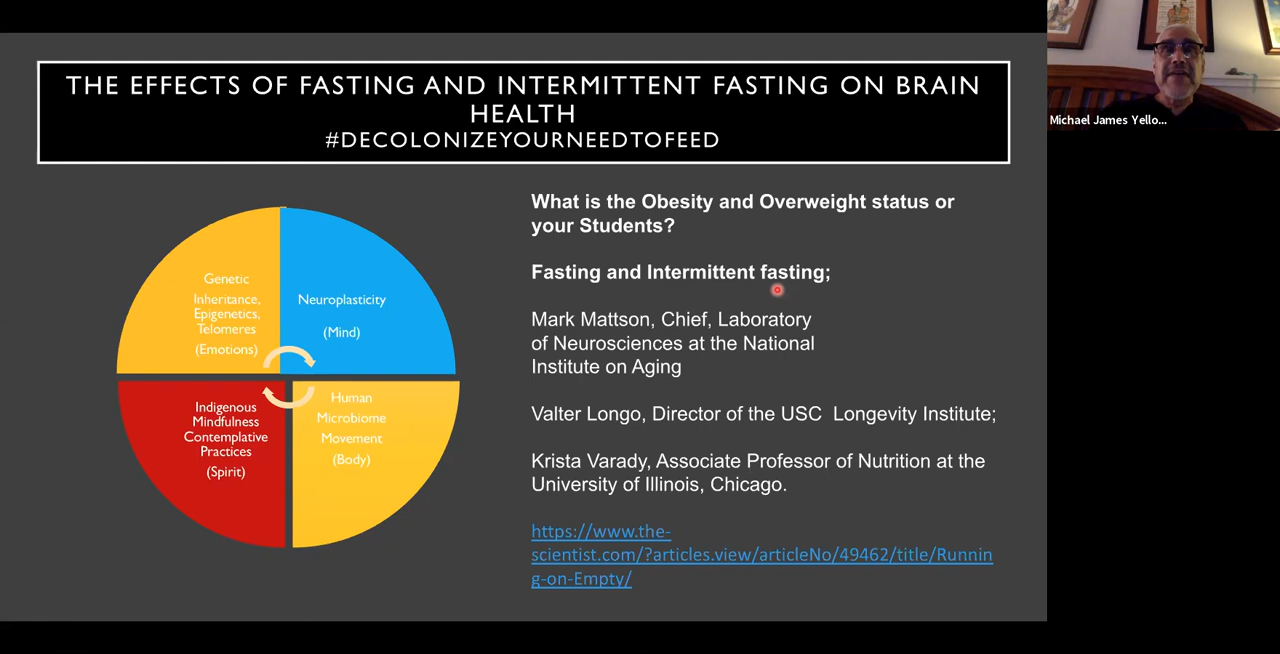 THE EFFECTS OF FASTING AND INTERMITTENT FASTING ON BRAIN
HEALTH
#DECOLONIZEYOURNEEDTOFEED
Genetic
Inheritance,
Epigenetics,
Telomeres
(Emotions)
Neuroplasticity
(Mind)
Indigenous
Mindfulness
Contemplative
Practices
(Spirit)
Human
Microbiome
Movement
(Body)
What is the Obesity and Overweight status or
your Students?
Fasting and Intermittent fasting;
Mark Mattson, Chief, Laboratory
of Neurosciences at the National
Institute on Aging
Valter Longo, Director of the USC  Longevity Institute;
Krista Varady, Associate Professor of Nutrition at the
University of Illinois, Chicago.
https://www.the-
scientist.com/?articles.view/articleNo/49462/title/Runnin
g-on-Empty/
Michael James Yello...